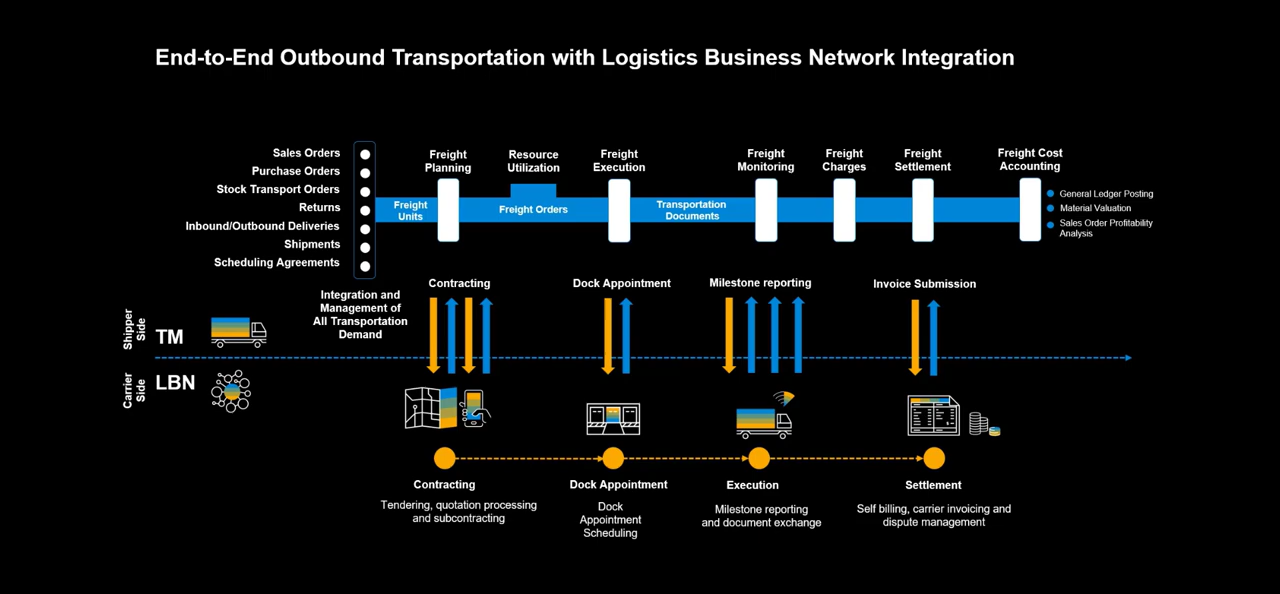 End-to-End Outbound Transportation with Logistics Business Network Integration
Sales Orders
Purchase Orders
Stock Transport Orders
Returns
Inbound/Outbound Deliveries
Shipments
Scheduling Agreements
Integration and
Management of
All Transportation
Demand
Freight
Units
Freight
Planning
Resource
Utilization
Freight Orders
Freight
Execution
Transportation
Documents
Freight
Monitoring
Freight
Charges
Freight
Settlement
Freight Cost
Accounting
General Ledger Posting
Material Valuation
Sales Order Profitability
Analysis
Contracting
Dock Appointment
Milestone reporting
Invoice Submission
Shipper
Side
TM
Carrier
Side
LBN
Contracting
Tendering, quotation processing
and subcontracting
Dock Appointment
Dock
Appointment
Scheduling
Execution
Milestone reporting
and document exchange
Settlement
Self billing, carrier invoicing and
dispute management